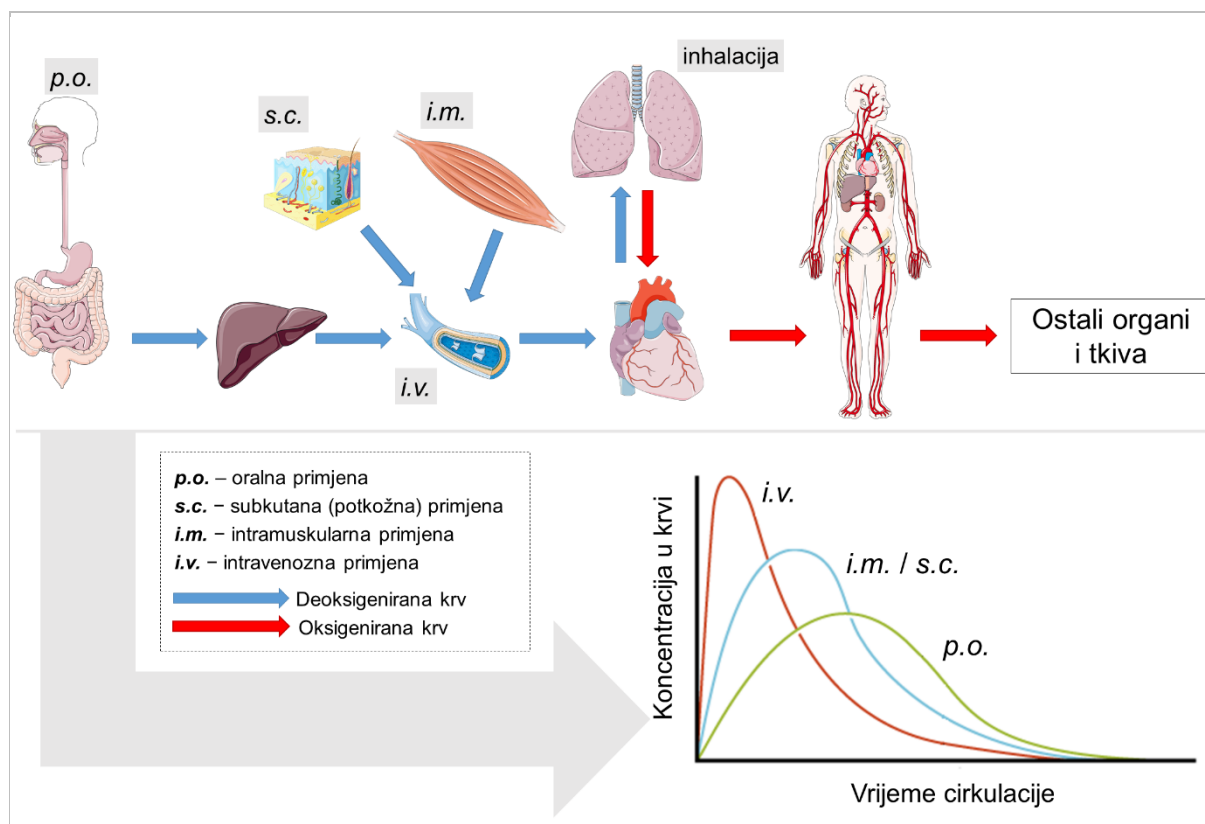 p.o.
s.c.
i.m.
inhalacija
i.v.
Ostali organi
i tkiva
p.o. – oralna primjena
s.c. − subkutana (potkožna) primjena
i.m. − intramuskularna primjena
i.v. − intravenozna primjena
Deoksigenirana krv
Oksigenirana krv
Koncentracija u krvi
i.v.
i.m. / s.c.
p.o.
Vrijeme cirkulacije